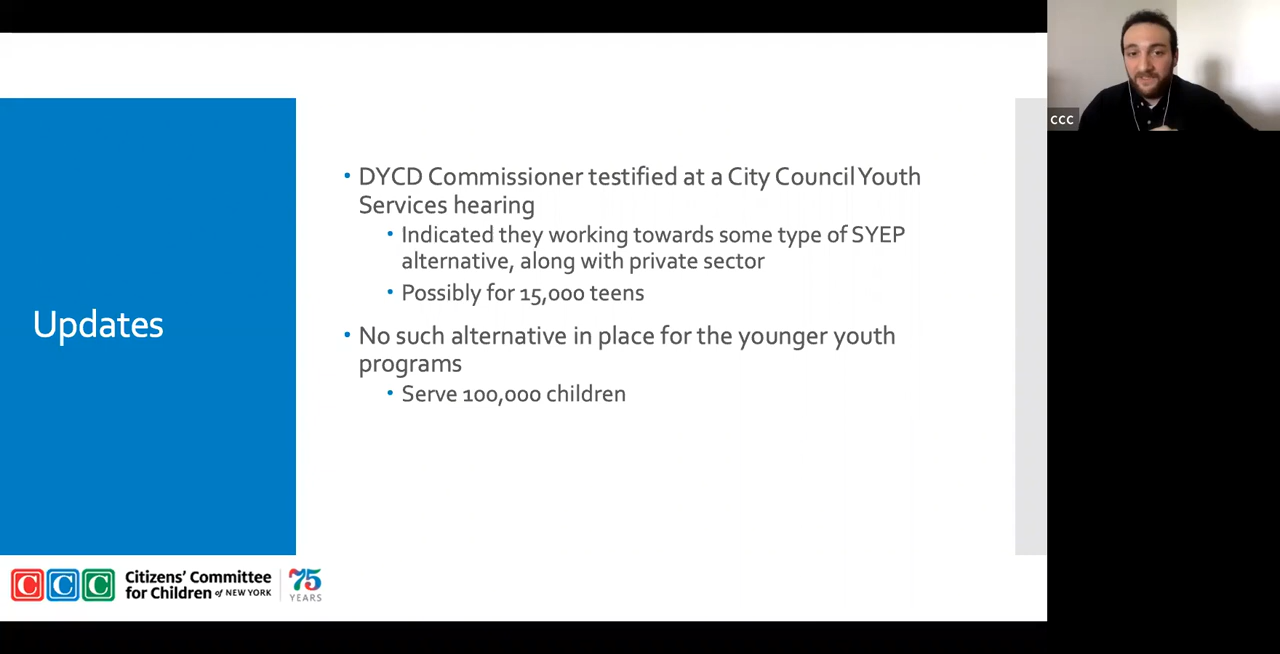 CCC
• DYCD Commissioner testified at a City Council Youth
Services hearing
• Indicated they working towards some type of SYEP
alternative, along with private sector
• Possibly for 15,000 teens
Updates
• No such alternative in place for the younger youth
programs
• Serve 100,000 children
CCC Citizens' Committee
for Children of NEW YORK
75
YEARS